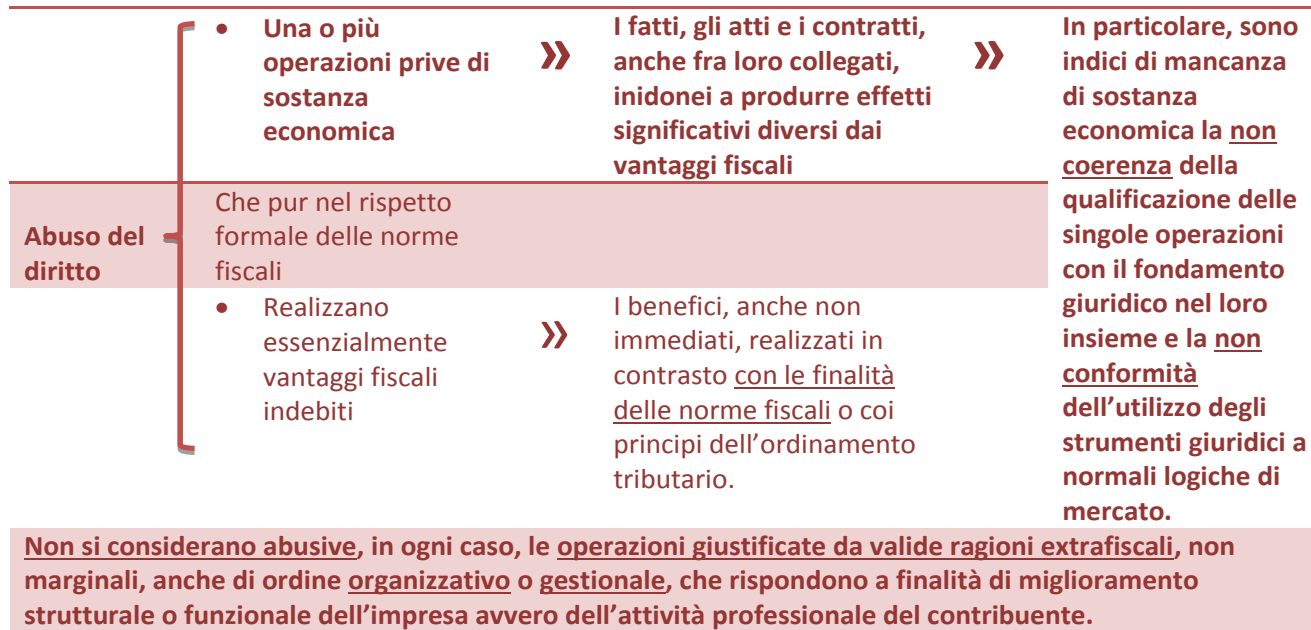 • Una o più
operazioni prive di
sostanza
economica
»
I fatti, gli atti e i contratti,
anche fra loro collegati,
inidonei a produrre effetti
significativi diversi dai
vantaggi fiscali
»
In particolare, sono
indici di mancanza
di sostanza
economica la non
coerenza della
qualificazione delle
singole operazioni
con il fondamento
giuridico nel loro
insieme e la non
conformità
dell'utilizzo degli
strumenti giuridici a
normali logiche di
mercato.
Abuso del
diritto
Che pur nel rispetto
formale delle norme
fiscali
• Realizzano
essenzialmente
vantaggi fiscali
indebiti
»
I benefici, anche non
immediati, realizzati in
contrasto con le finalità
delle norme fiscali o coi
principi dell'ordinamento
tributario.
Non si considerano abusive, in ogni caso, le operazioni giustificate da valide ragioni extrafiscali, non
marginali, anche di ordine organizzativo o gestionale, che rispondono a finalità di miglioramento
strutturale o funzionale dell'impresa avvero dell'attività professionale del contribuente.